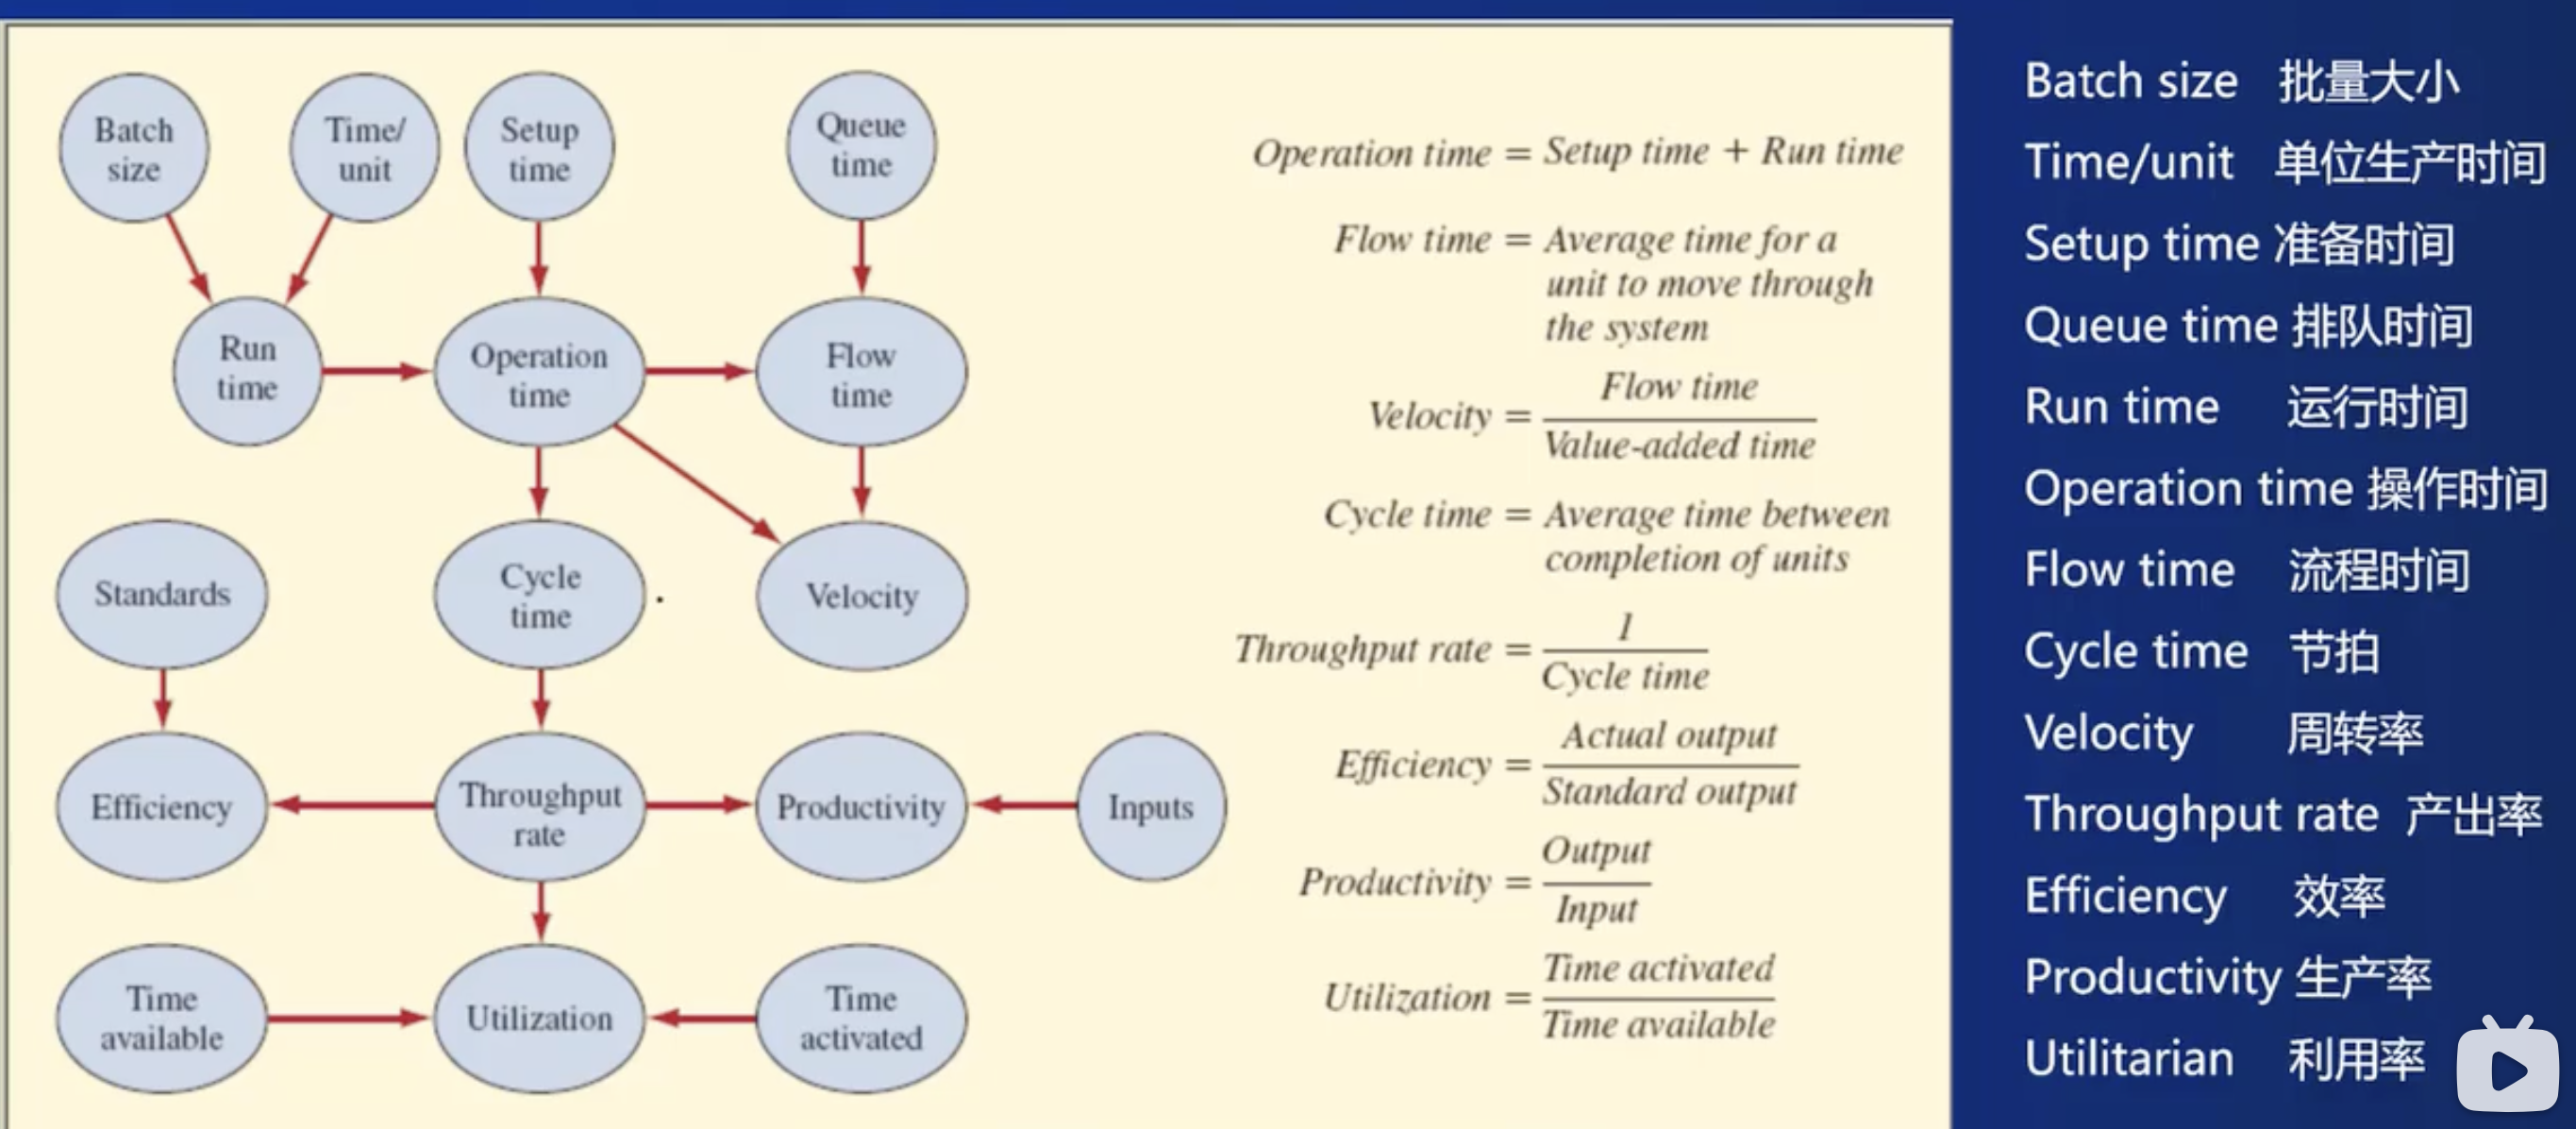 Batch
size
Time/
unit
Setup
time
Queue
time
Run
time
Operation
time
Flow
time
Standards
Cycle
time
Velocity
Efficiency
Throughput
rate
Productivity
Inputs
Time
available
Utilization
Time
activated
Operation time = Setup time + Run time
Flow time = Average time for a
unit to move through
the system
Velocity = Flow time
Value-added time
Cycle time = Average time between
completion of units
Throughput rate = 1
Cycle time
Efficiency = Actual output
Standard output
Productivity = Output
Input
Utilization = Time activated
Time available
Batch size 批量大小
Time/unit 单位生产时间
Setup time 准备时间
Queue time 排队时间
Run time 运行时间
Operation time 操作时间
Flow time 流程时间
Cycle time 节拍
Velocity 周转率
Throughput rate 产出率
Efficiency 效率
Productivity 生产率
Utilitarian 利用率